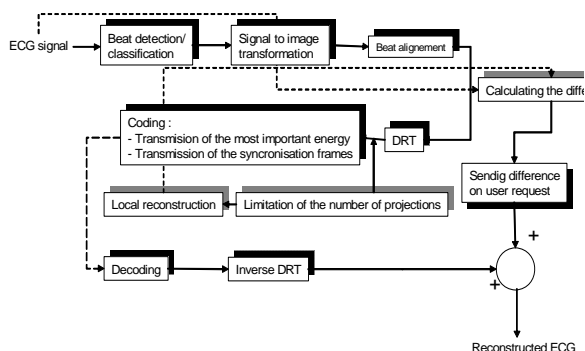 ECG signal
Beat detection/
classification
Signal to image
transformation
Beat alignement
Calculating the diffe
Coding :
- Transmision of the most important energy
- Transmission of the syncronisation frames
DRT
Sendig difference
on user request
Local reconstruction
Limitation of the number of projections
+
Decoding
Inverse DRT
+
Reconstructed ECG